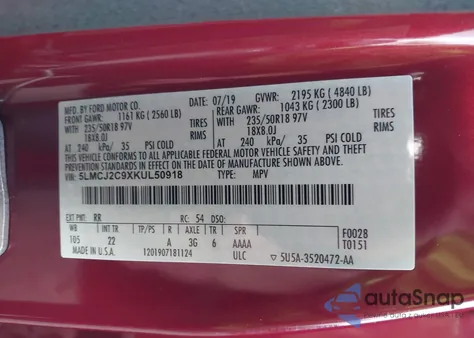 MFD. BY FORD MOTOR CO.
07/19 GVWR: 2195 KG (4840 LB)
FRONT GAWR: 1161 KG (2560 LB) REAR GAWR: 1043 KG (2300 LB)
235/50R18 97V TIRES 235/50R18 97V TIRES
18X8.0J RIMS 18X8.0J RIMS
AT 240 kPa/ 35 PSI COLD AT 240 kPa/ 35 PSI COLD
THIS VEHICLE CONFORMS TO ALL APPLICABLE FEDERAL MOTOR VEHICLE SAFETY AND THEFT PREVENTION
STANDARDS IN EFFECT ON THE DATE OF MANUFACTURE SHOWN ABOVE.
VIN: 5LMCJ2C9XKUL50918
TYPE: MPV
EXT PNT: RR RC: 54 DSO:
WB TP/PS R AXLE TR SPR F0028
105 22 A 3G 6 AAAA T0151
MADE IN U.S.A. 1201907181124 ULC ▽5U5A-3520472-AA
autoSnap